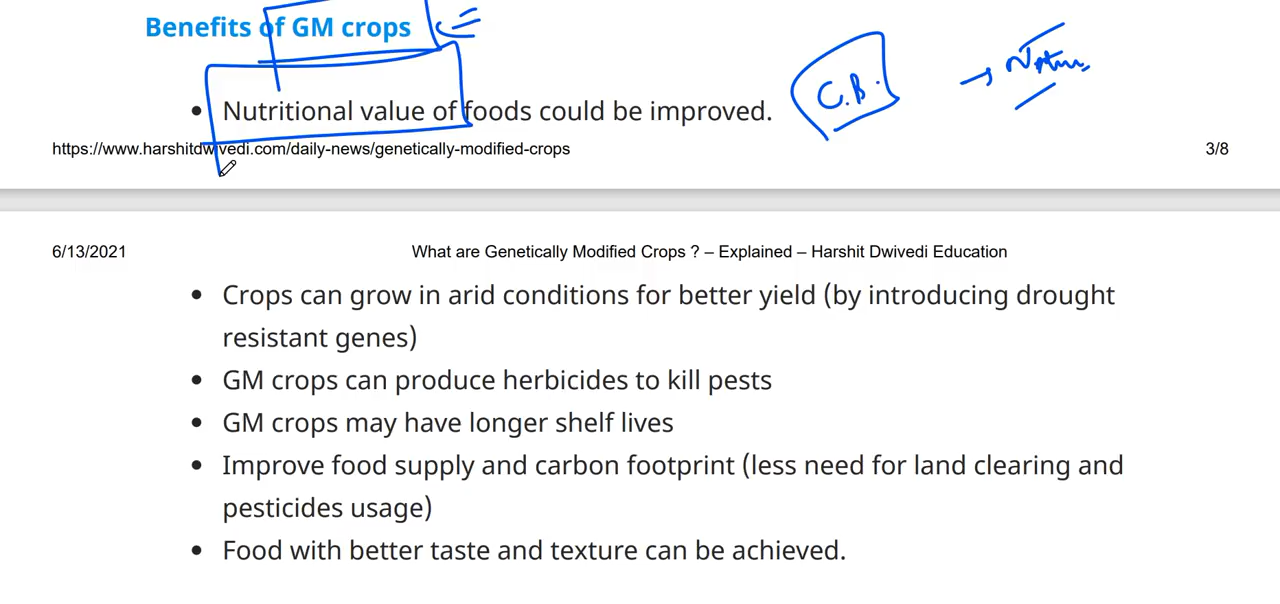 Benefits of GM crops
• Nutritional value of foods could be improved.
C.B.
https://www.harshitdwivedi.com/daily-news/genetically-modified-crops 3/8
6/13/2021 What are Genetically Modified Crops ? – Explained – Harshit Dwivedi Education
• Crops can grow in arid conditions for better yield (by introducing drought
resistant genes)
• GM crops can produce herbicides to kill pests
• GM crops may have longer shelf lives
• Improve food supply and carbon footprint (less need for land clearing and
pesticides usage)
• Food with better taste and texture can be achieved.